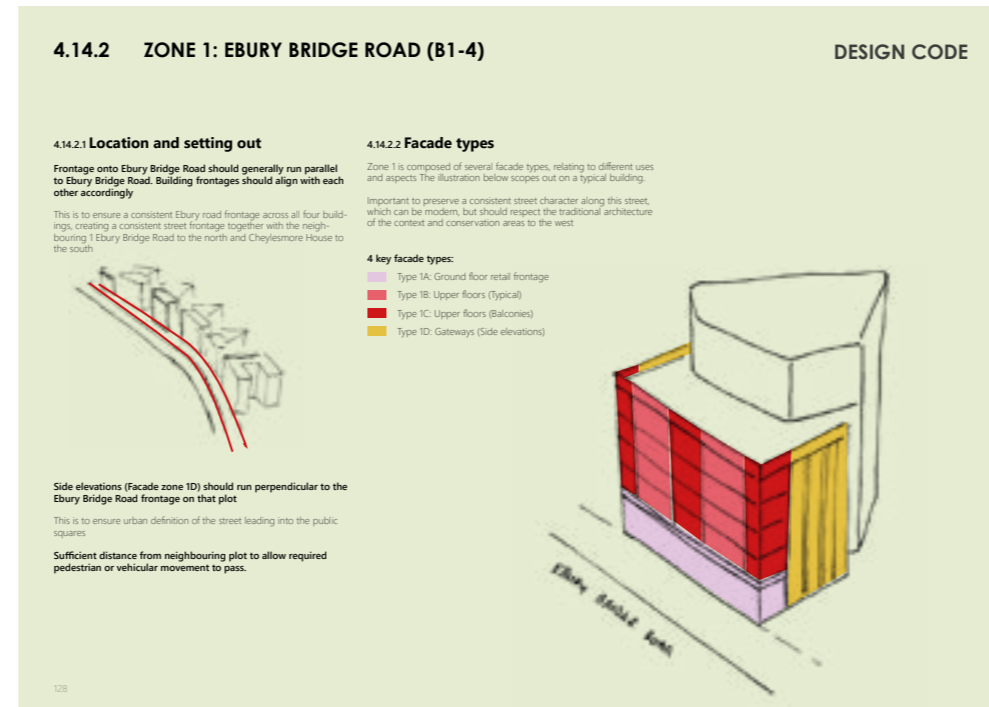 4.14.2 ZONE 1: EBURY BRIDGE ROAD (B1-4)
DESIGN CODE
4.14.2.1 Location and setting out
Frontage onto Ebury Bridge Road should generally run parallel
to Ebury Bridge Road. Building frontages should align with each
other accordingly
This is to ensure a consistent Ebury road frontage across all four build-
ings, creating a consistent street frontage together with the neigh-
bouring 1 Ebury Bridge Road to the north and Cheylesmore House to
the south
Side elevations (Facade zone 1D) should run perpendicular to the
Ebury Bridge Road frontage on that plot
This is to ensure urban definition of the street leading into the public
squares
Sufficient distance from neighbouring plot to allow required
pedestrian or vehicular movement to pass.
4.14.2.2 Facade types
Zone 1 is composed of several facade types, relating to different uses
and aspects The illustration below scopes out on a typical building.
Important to preserve a consistent street character along this street,
which can be modern, but should respect the traditional architecture
of the context and conservation areas to the west
4 key facade types:
Type 1A: Ground floor retail frontage
Type 1B: Upper floors (Typical)
Type 1C: Upper floors (Balconies)
Type 1D: Gateways (Side elevations)
EBURY BRIDGE ROAD
128